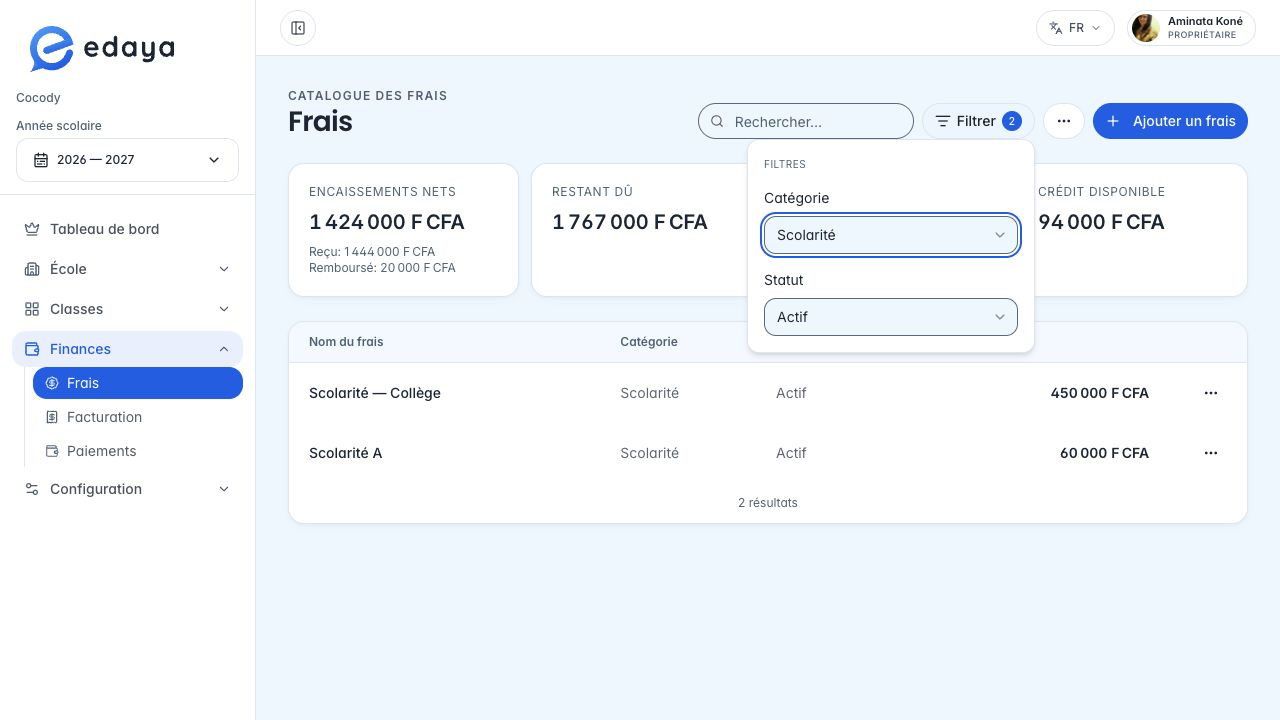 edaya
Cocody
Année scolaire
2026 — 2027
Tableau de bord
École
Classes
Finances
Frais
Facturation
Paiements
Configuration
FR
Aminata Koné
PROPRIÉTAIRE
CATALOGUE DES FRAIS
Frais
Rechercher...
Filtrer 2
Ajouter un frais
ENCAISSEMENTS NETS
1 424 000 F CFA
Reçu: 1 444 000 F CFA
Remboursé: 20 000 F CFA
RESTANT DÛ
1 767 000 F CFA
CRÉDIT DISPONIBLE
94 000 F CFA
FILTRES
Catégorie
Scolarité
Statut
Actif
Nom du frais Catégorie
Scolarité — Collège Scolarité Actif 450 000 F CFA
Scolarité A Scolarité Actif 60 000 F CFA
2 résultats